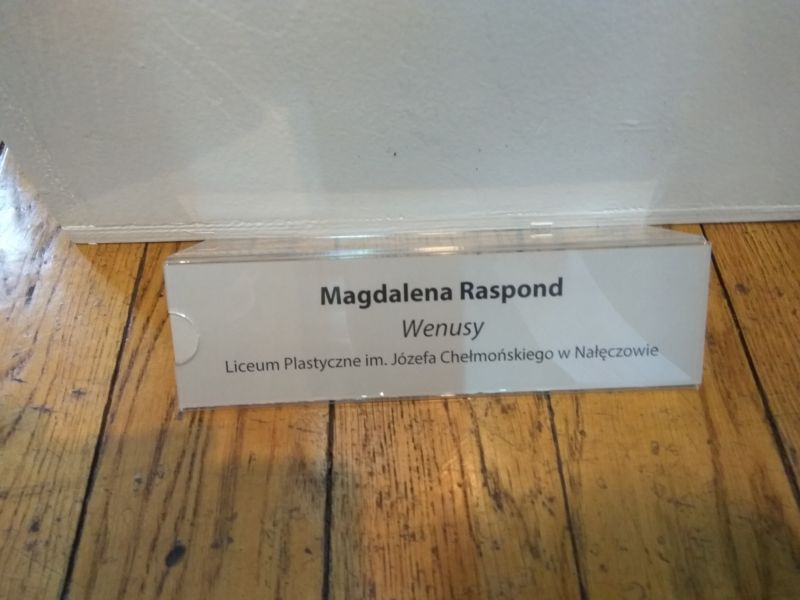 Magdalena Raspond
Wenusy
Liceum Plastyczne im. Józefa Chełmońskiego w Nałęczowie